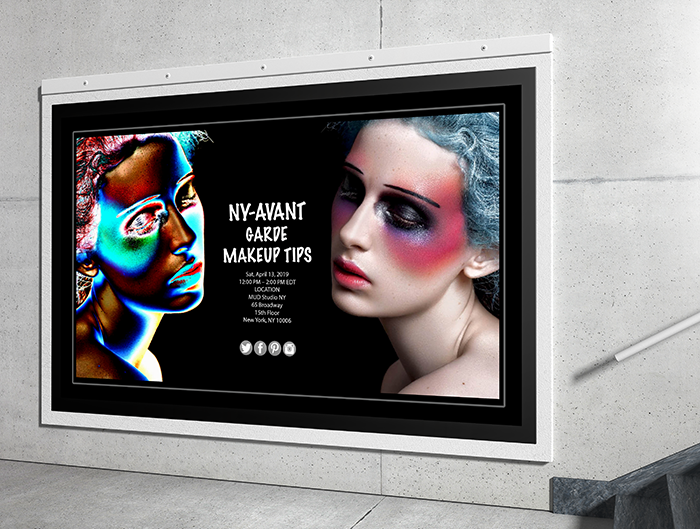 NY-AVANT
GARDE
MAKEUP TIPS
Sat, April 13, 2019
12:00 PM – 2:00 PM EDT
LOCATION
MUD Studio NY
65 Broadway
15th Floor
New York, NY 10006